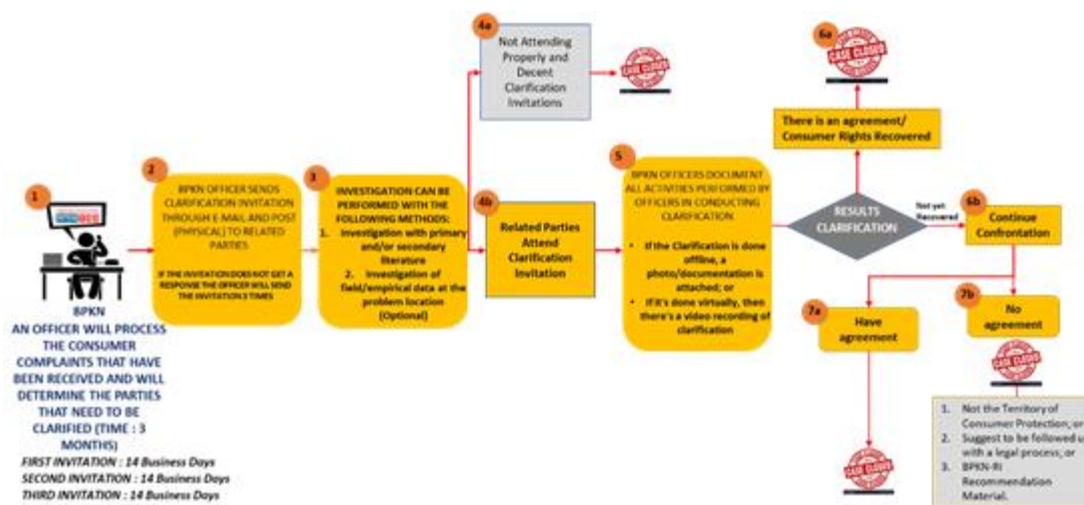 1
BPKN
AN OFFICER WILL PROCESS
THE CONSUMER
COMPLAINTS THAT HAVE
BEEN RECEIVED AND WILL
DETERMINE THE PARTIES
THAT NEED TO BE
CLARIFIED (TIME : 3
MONTHS)
FIRST INVITATION : 14 Business Days
SECOND INVITATION : 14 Business Days
THIRD INVITATION : 14 Business Days
2
BPKN OFFICER SENDS
CLARIFICATION INVITATION
THROUGH E-MAIL AND POST
(PHYSICAL) TO RELATED
PARTIES
IF THE INVITATION DOES NOT GET A
RESPONSE THE OFFICER WILL SEND
THE INVITATION 3 TIMES
3
INVESTIGATION CAN BE
PERFORMED WITH THE
FOLLOWING METHODS:
1. Investigation with primary
and/or secondary
literature
2. Investigation of
field/empirical data at the
problem location
(Optional)
4a
Not Attending
Properly and
Decent
Clarification
Invitations
CASE CLOSED
4b
Related Parties
Attend
Clarification
Invitation
5
BPKN OFFICERS DOCUMENT
ALL ACTIVITIES PERFORMED BY
OFFICERS IN CONDUCTING
CLARIFICATION
• If the Clarification is done
offline, a
photo/documentation is
attached; or
• If it's done virtually, then
there's a video recording of
clarification
RESULTS
CLARIFICATION
6a
CASE CLOSED
There is an agreement/
Consumer Rights Recovered
Not yet
Recovered
6b
Continue
Confrontation
7a
Have
agreement
CASE CLOSED
7b
No
agreement
CASE CLOSED
1. Not the Territory of
Consumer Protection; or
2. Suggest to be followed u
with a legal process; or
3. BPKN-RI
Recommendation
Material.